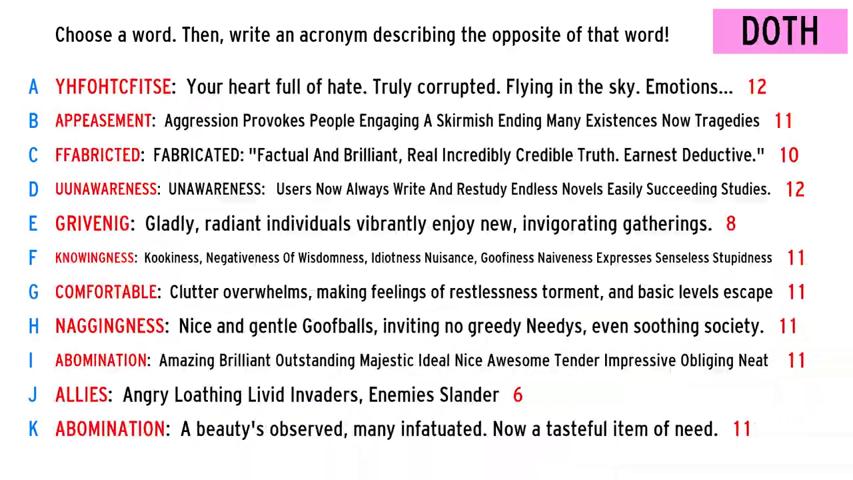 Choose a word. Then, write an acronym describing the opposite of that word!
DOTH
A YHFOHTCFITSE: Your heart full of hate. Truly corrupted. Flying in the sky. Emotions... 12
B APPEASEMENT: Aggression Provokes People Engaging A Skirmish Ending Many Existences Now Tragedies 11
C FFABRICTED: FABRICATED: "Factual And Brilliant, Real Incredibly Credible Truth. Earnest Deductive." 10
D UUNAWARENESS: UNAWARENESS: Users Now Always Write And Restudy Endless Novels Easily Succeeding Studies. 12
E GRIVENIG: Gladly, radiant individuals vibrantly enjoy new, invigorating gatherings. 8
F KNOWINGNESS: Kookiness, Negativeness Of Wisdomness, Idiotness Nuisance, Goofiness Naiveness Expresses Senseless Stupidness 11
G COMFORTABLE: Clutter overwhelms, making feelings of restlessness torment, and basic levels escape 11
H NAGGINGNESS: Nice and gentle Goofballs, inviting no greedy Needys, even soothing society. 11
I ABOMINATION: Amazing Brilliant Outstanding Majestic Ideal Nice Awesome Tender Impressive Obliging Neat 11
J ALLIES: Angry Loathing Livid Invaders, Enemies Slander 6
K ABOMINATION: A beauty's observed, many infatuated. Now a tasteful item of need. 11